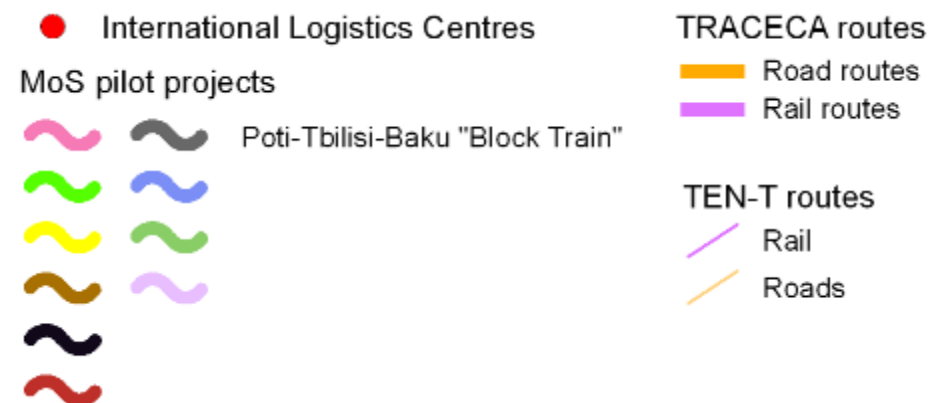 International Logistics Centres
MoS pilot projects
Poti-Tbilisi-Baku "Block Train"
TRACECA routes
Road routes
Rail routes
TEN-T routes
Rail
Roads